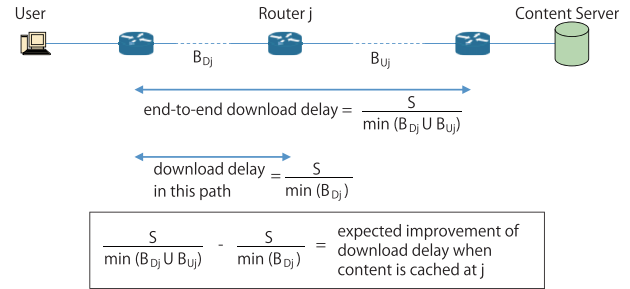 User
Router j
Content Server
B_Dj
B_Uj
end-to-end download delay = S / min (B_Dj U B_Uj)
download delay
in this path = S / min (B_Dj)
S / min (B_Dj U B_Uj) - S / min (B_Dj) = expected improvement of
download delay when
content is cached at j